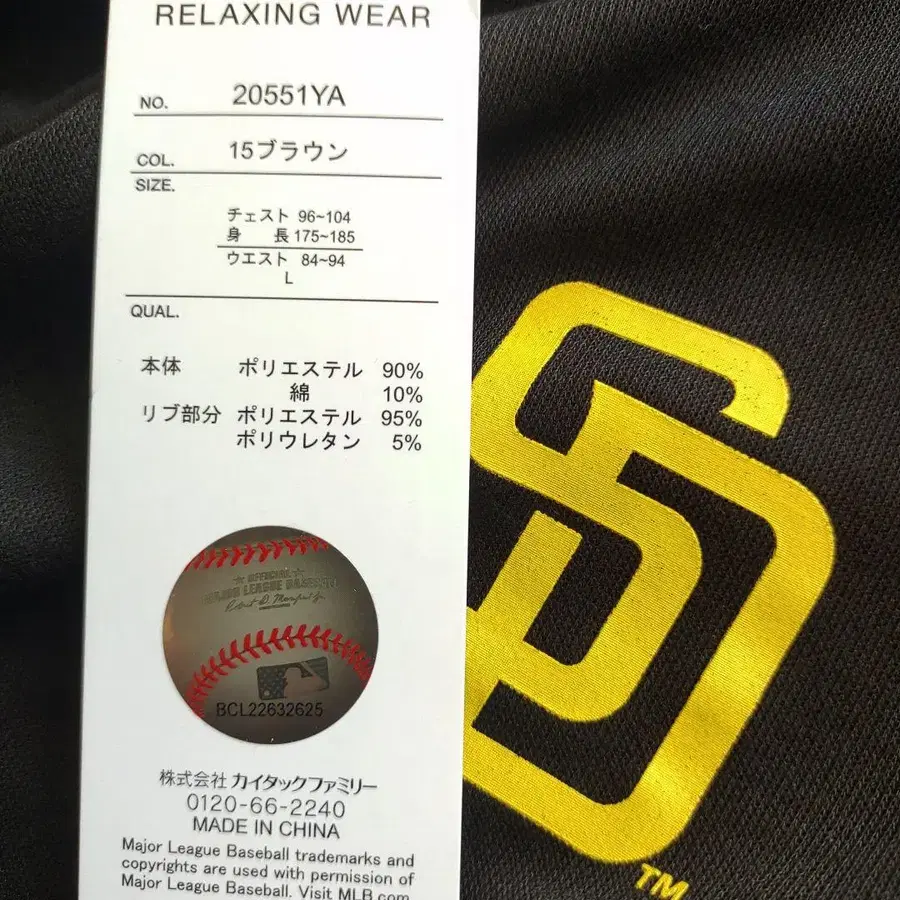 RELAXING WEAR
NO. 20551YA
COL. 15ブラウン
SIZE.
チェスト 96~104
身 長 175~185
ウエスト 84~94
L
QUAL.
本体 ポリエステル 90%
綿 10%
リブ部分 ポリエステル 95%
ポリウレタン 5%
OFFICIAL
MAJOR LEAGUE BASEBALL
BCL22632625
株式会社 カイタックファミリー
0120-66-2240
MADE IN CHINA
Major League Baseball trademarks and
copyrights are used with permission of
Major League Baseball. Visit MLB.com
SD
TM